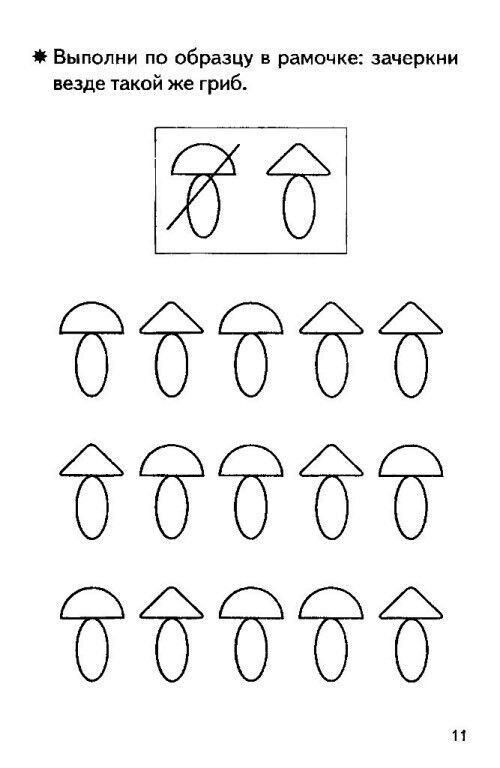 ✷ Выполни по образцу в рамочке: зачеркни
везде такой же гриб.
11